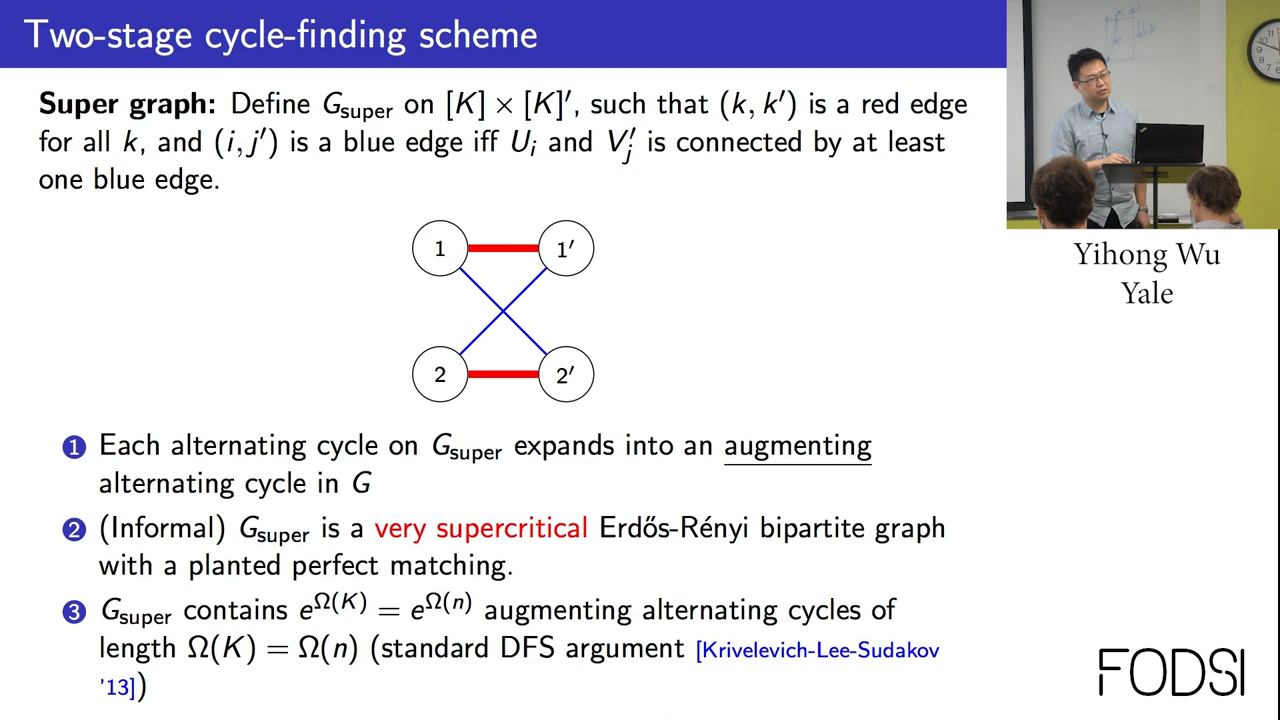 Two-stage cycle-finding scheme
Super graph: Define G_super on [K] × [K]′, such that (k, k′) is a red edge
for all k, and (i, j′) is a blue edge iff U_i and V′_j is connected by at least
one blue edge.
1 1′
2 2′
1 Each alternating cycle on G_super expands into an augmenting
alternating cycle in G
2 (Informal) G_super is a very supercritical Erdős-Rényi bipartite graph
with a planted perfect matching.
3 G_super contains e^Ω(K) = e^Ω(n) augmenting alternating cycles of
length Ω(K) = Ω(n) (standard DFS argument [Krivelevich-Lee-Sudakov
'13])
Yihong Wu
Yale
FODSI